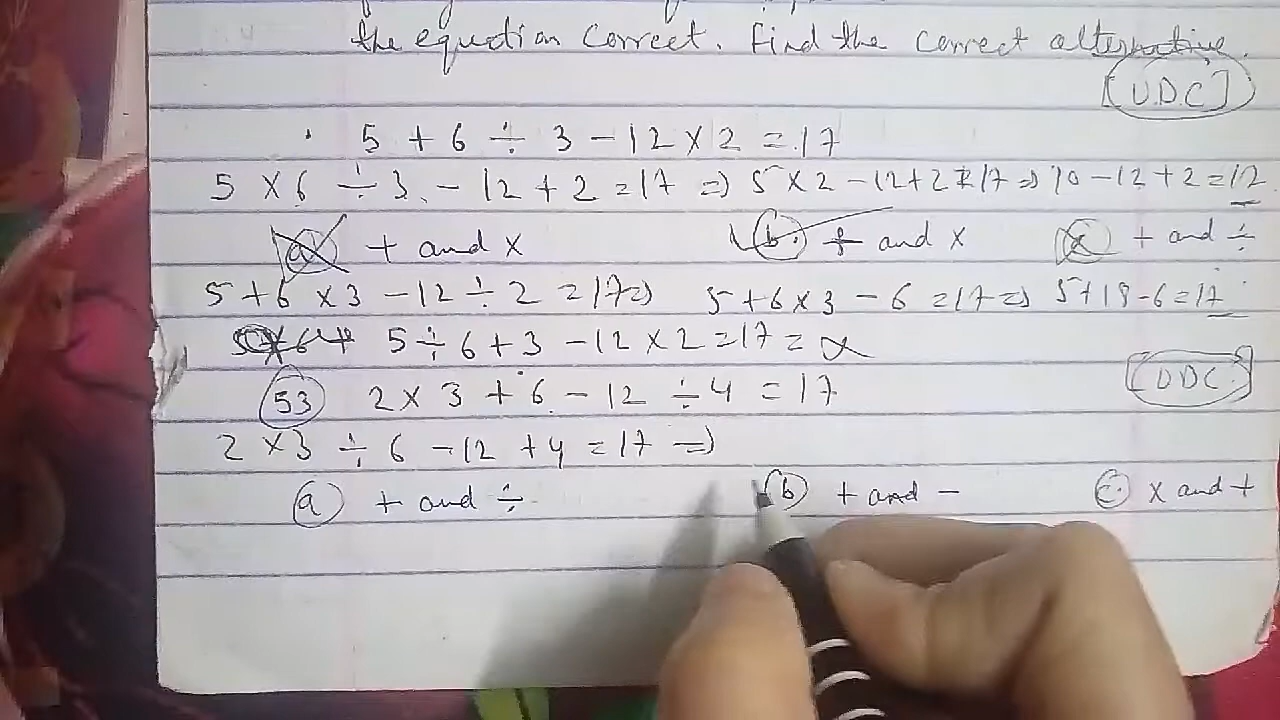 the equation correct. Find the correct alternative.
[U.D.C]
5 + 6 ÷ 3 - 12 × 2 = 17
5 × 6 ÷ 3 - 12 + 2 = 17 ⇒ 5 × 2 - 12 + 2 ≠ 17 ⇒ 10 - 12 + 2 = 12
(a) + and × (b.) ÷ and × (c) + and ÷
5 + 6 × 3 - 12 ÷ 2 = 17 ⇒ 5 + 6 × 3 - 6 = 17 ⇒ 5 + 18 - 6 = 17
5 ÷ 6 + 3 - 12 × 2 = 17 = α
(53) 2 × 3 + 6 - 12 ÷ 4 = 17
[DDC.]
2 × 3 ÷ 6 - 12 + 4 = 17 ⇒
(a) + and ÷ (b) + and - (c.) × and +